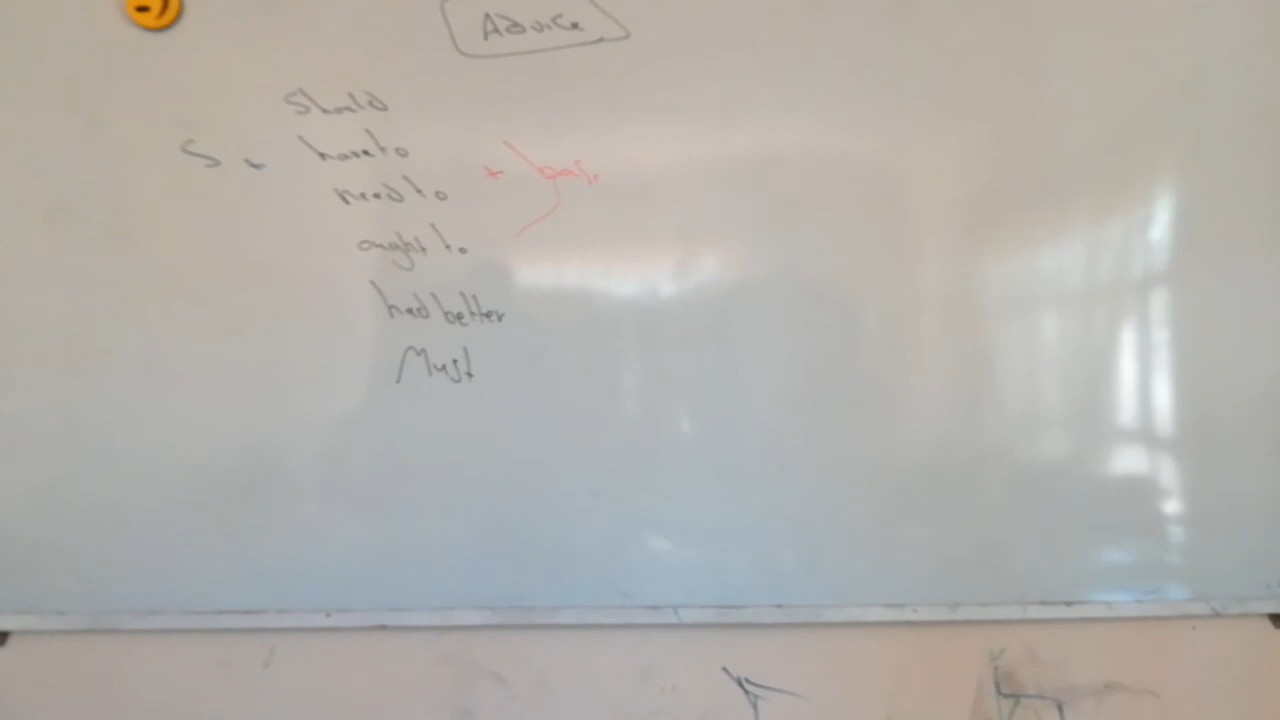 Advice
Should
S + have to + base
need to
ought to
had better
Must